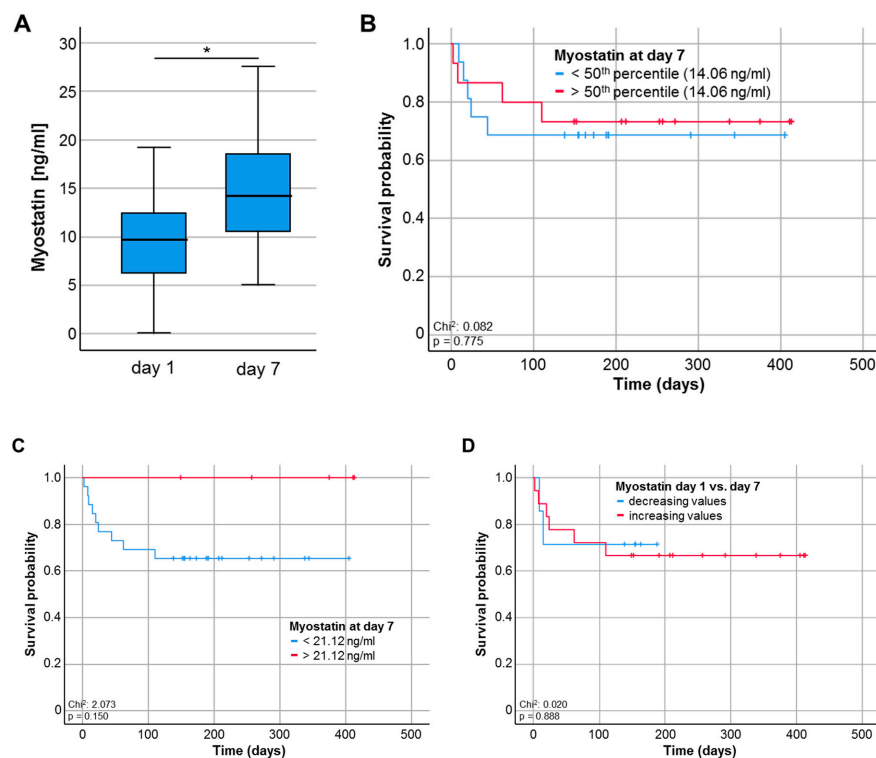 A
Myostatin [ng/ml]
30
25
20
15
10
5
0
*
day 1
day 7
B
Survival probability
1.0
0.8
0.6
0.4
0.2
0
Myostatin at day 7
< 50th percentile (14.06 ng/ml)
> 50th percentile (14.06 ng/ml)
Chi²: 0.082
p = 0.775
0 100 200 300 400 500
Time (days)
C
Survival probability
1.0
0.8
0.6
0.4
0.2
0
Myostatin at day 7
< 21.12 ng/ml
> 21.12 ng/ml
Chi²: 2.073
p = 0.150
0 100 200 300 400 500
Time (days)
D
Survival probability
1.0
0.8
0.6
0.4
0.2
0
Myostatin day 1 vs. day 7
decreasing values
increasing values
Chi²: 0.020
p = 0.888
0 100 200 300 400 500
Time (days)